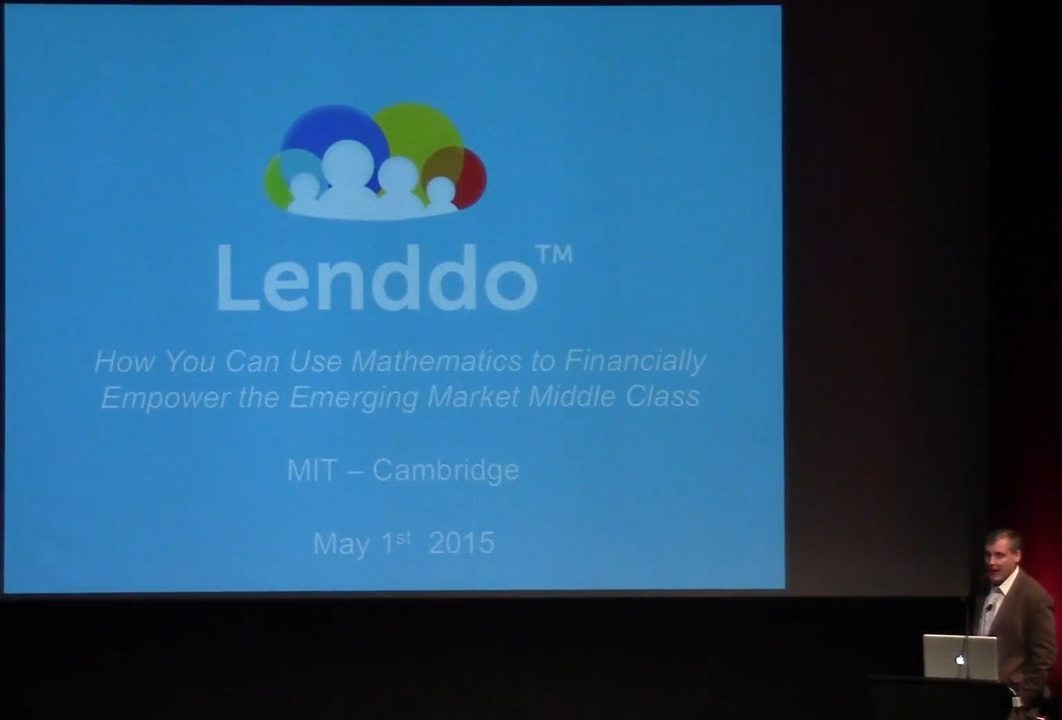 Lenddo™
How You Can Use Mathematics to Financially
Empower the Emerging Market Middle Class
MIT – Cambridge
May 1st 2015